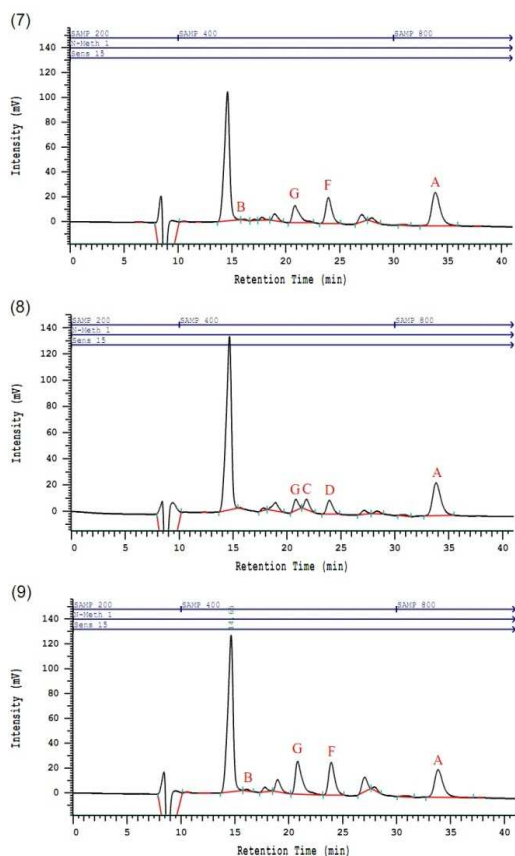 (7)
SAMP 200 SAMP 400 SAMP 800
N-Meth 1
Sens 15
140
120
100
80
60
40
20
0
Intensity (mV)
B G F A
0 5 10 15 20 25 30 35 40
Retention Time (min)
(8)
SAMP 200 SAMP 400 SAMP 800
N-Meth 1
Sens 15
140
120
100
80
60
40
20
0
Intensity (mV)
G C D A
0 5 10 15 20 25 30 35 40
Retention Time (min)
(9)
SAMP 200 SAMP 400 SAMP 800
N-Meth 1
Sens 15
140
120
100
80
60
40
20
0
Intensity (mV)
B G F A
0 5 10 15 20 25 30 35 40
Retention Time (min)